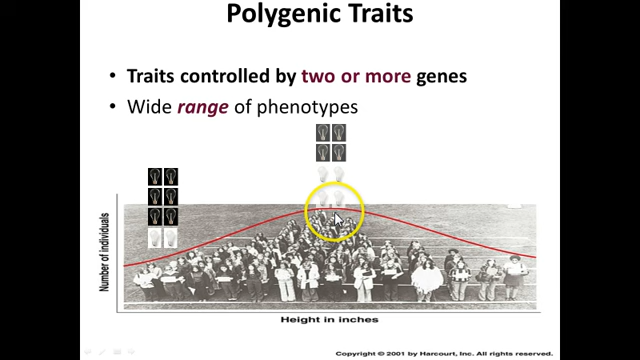 Polygenic Traits
• Traits controlled by two or more genes
• Wide range of phenotypes
Number of individuals
Height in inches
Copyright © 2001 by Harcourt, Inc. All rights reserved.